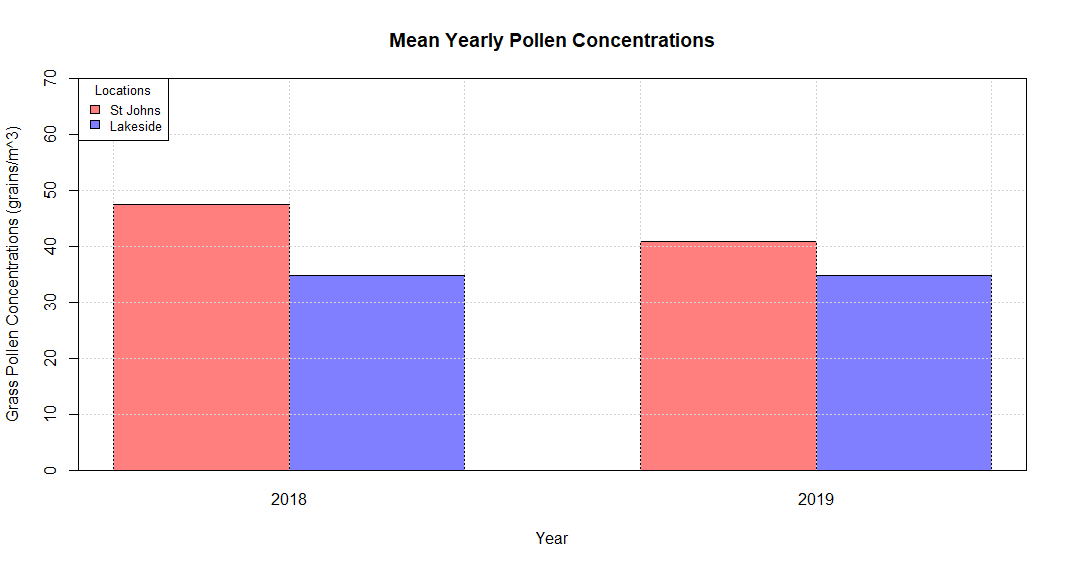 Mean Yearly Pollen Concentrations
Grass Pollen Concentrations (grains/m^3)
70
60
50
40
30
20
10
0
Locations
St Johns
Lakeside
2018
2019
Year